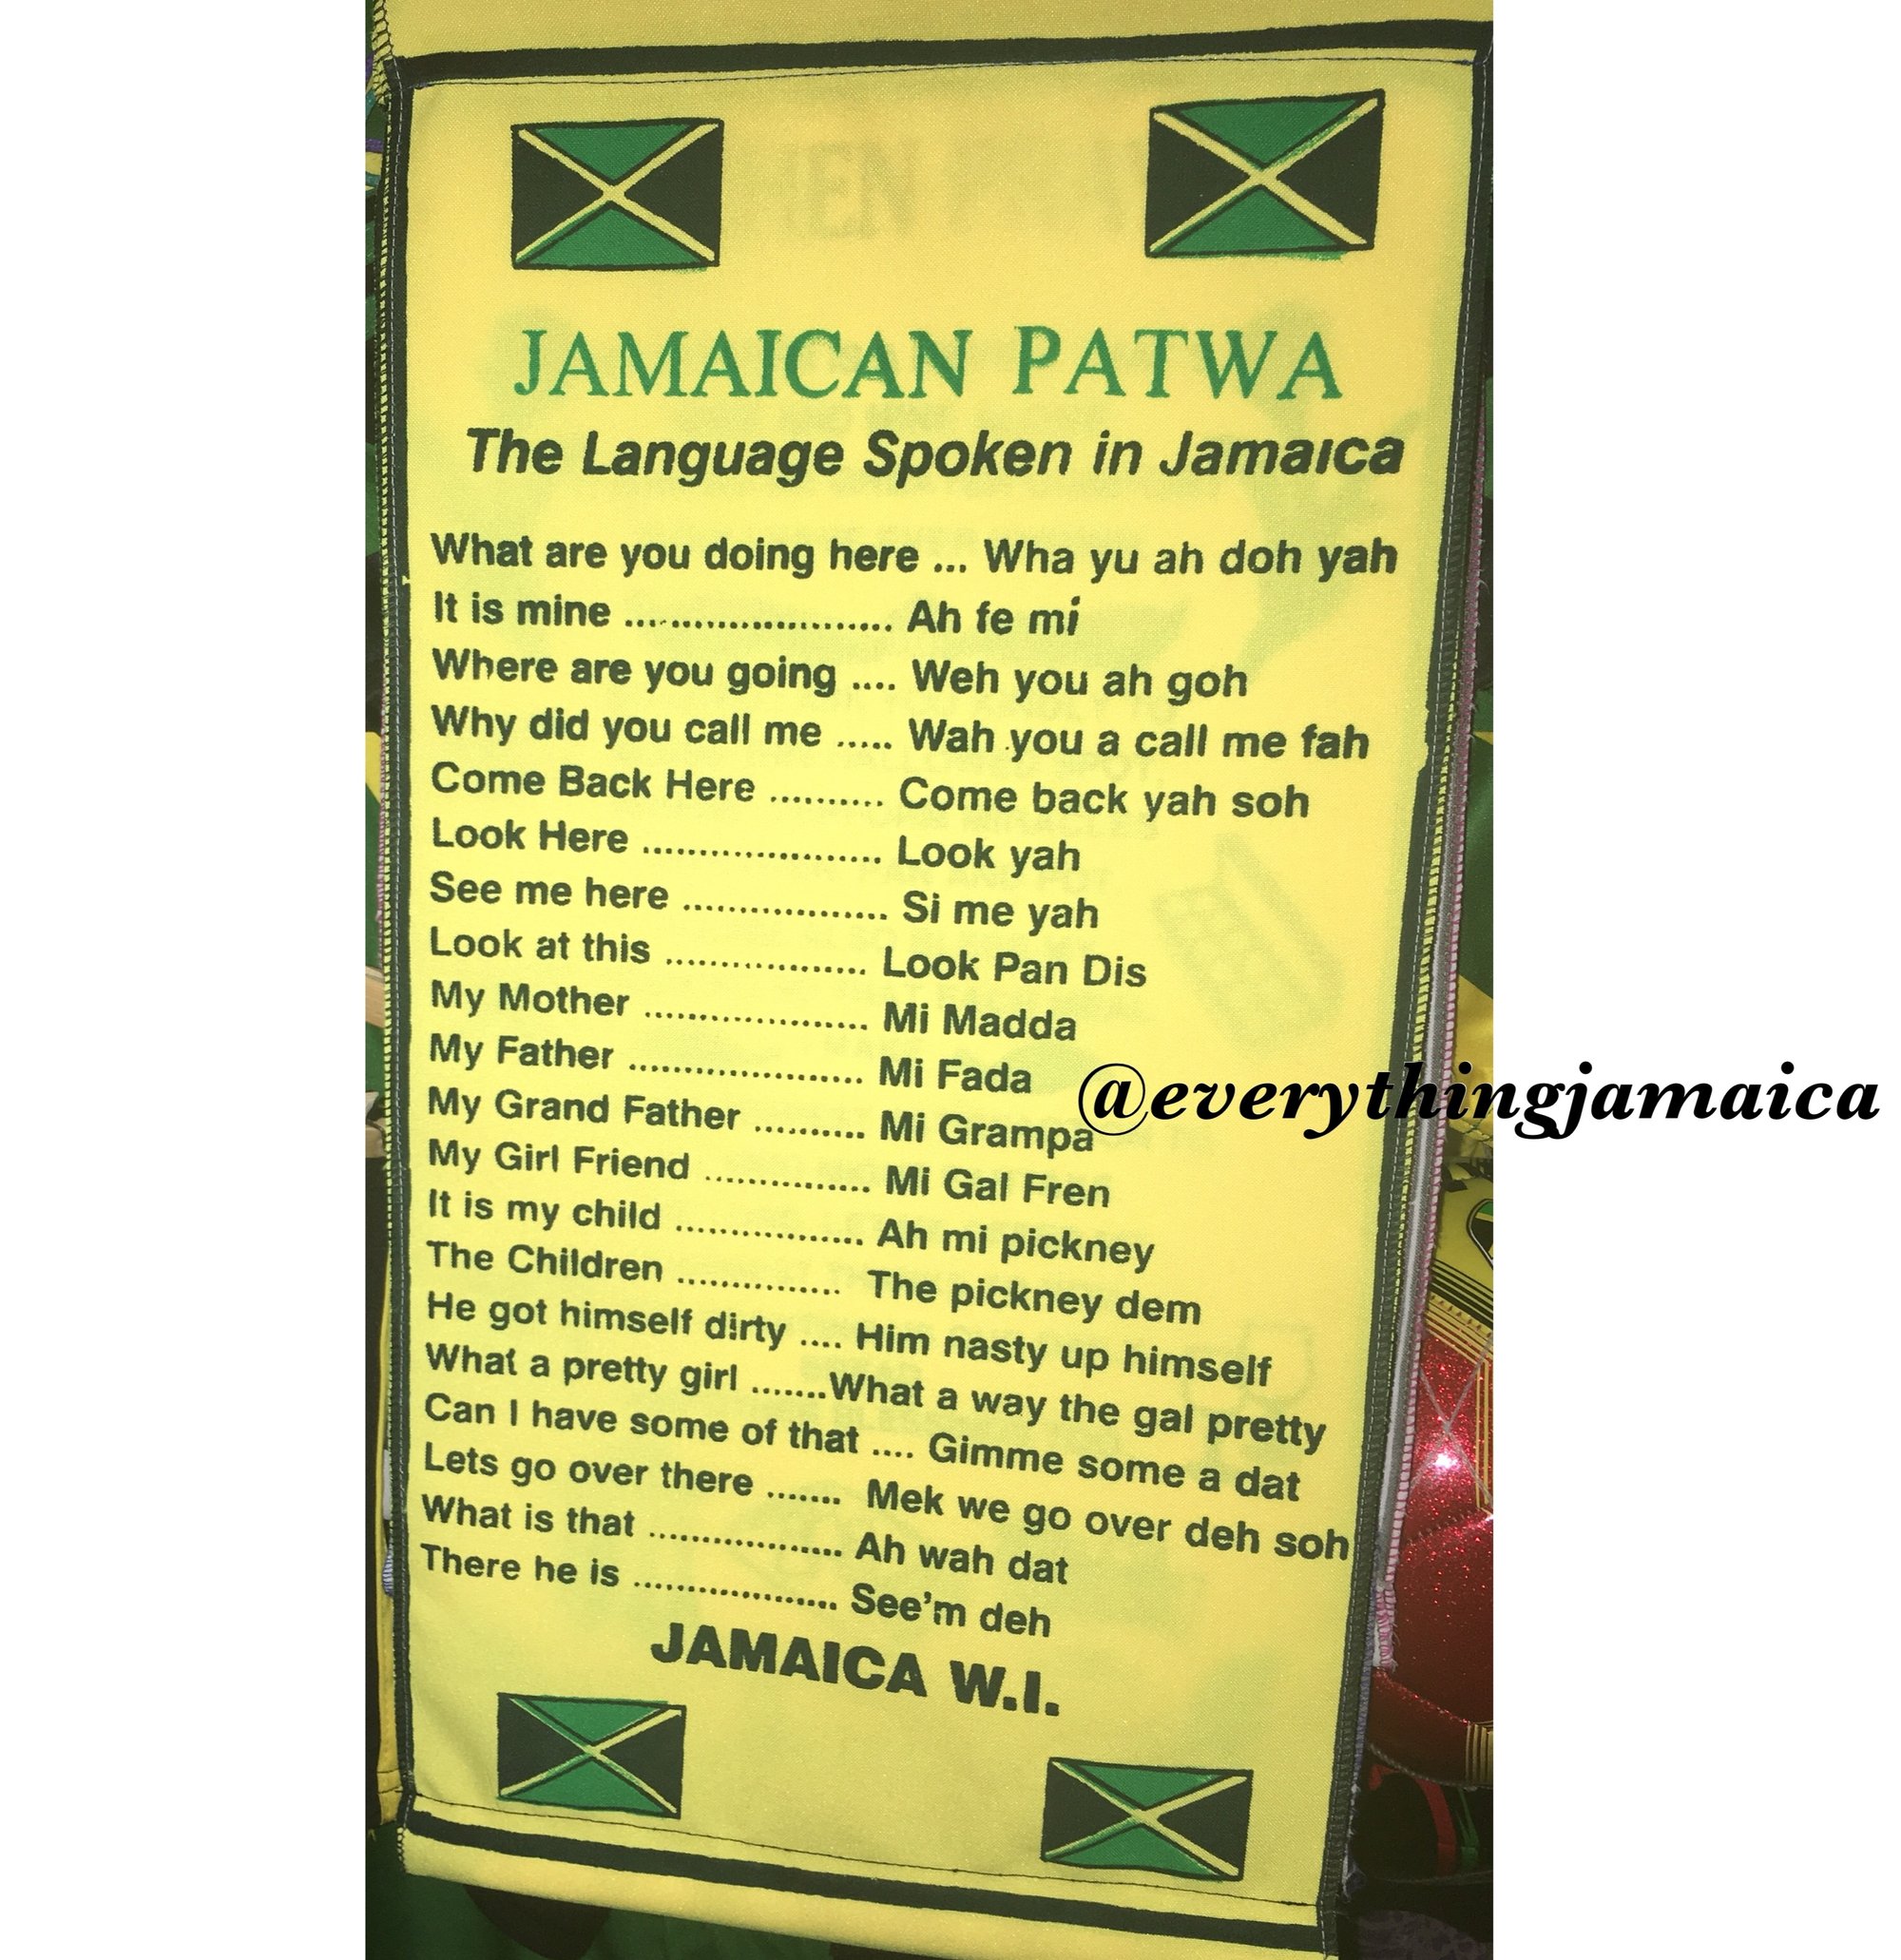 JAMAICAN PATWA
The Language Spoken in Jamaica
What are you doing here ... Wha yu ah doh yah
It is mine ........................ Ah fe mi
Where are you going .... Weh you ah goh
Why did you call me ..... Wah you a call me fah
Come Back Here .......... Come back yah soh
Look Here ..................... Look yah
See me here .................. Si me yah
Look at this .................. Look Pan Dis
My Mother .................... Mi Madda
My Father ..................... Mi Fada
@everythingjamaica
My Grand Father .......... Mi Grampa
My Girl Friend ............... Mi Gal Fren
It is my child ................. Ah mi pickney
The Children ............... The pickney dem
He got himself dirty .... Him nasty up himself
What a pretty girl .......What a way the gal pretty
Can I have some of that .... Gimme some a dat
Lets go over there ....... Mek we go over deh soh
What is that .................. Ah wah dat
There he is ................... See'm deh
JAMAICA W.I.